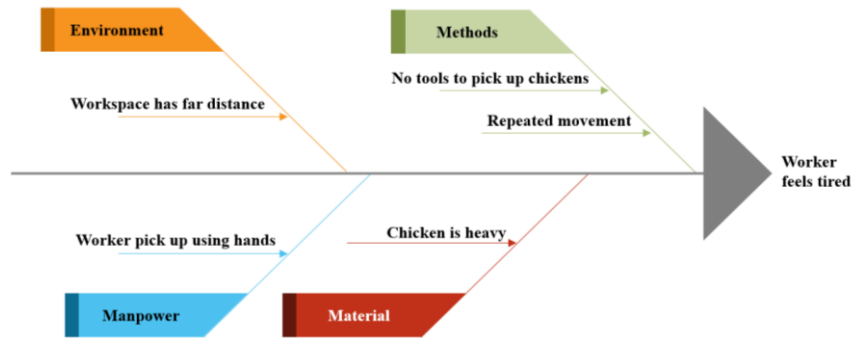 Environment
Methods
No tools to pick up chickens
Workspace has far distance
Repeated movement
Worker
feels tired
Worker pick up using hands
Chicken is heavy
Manpower
Material